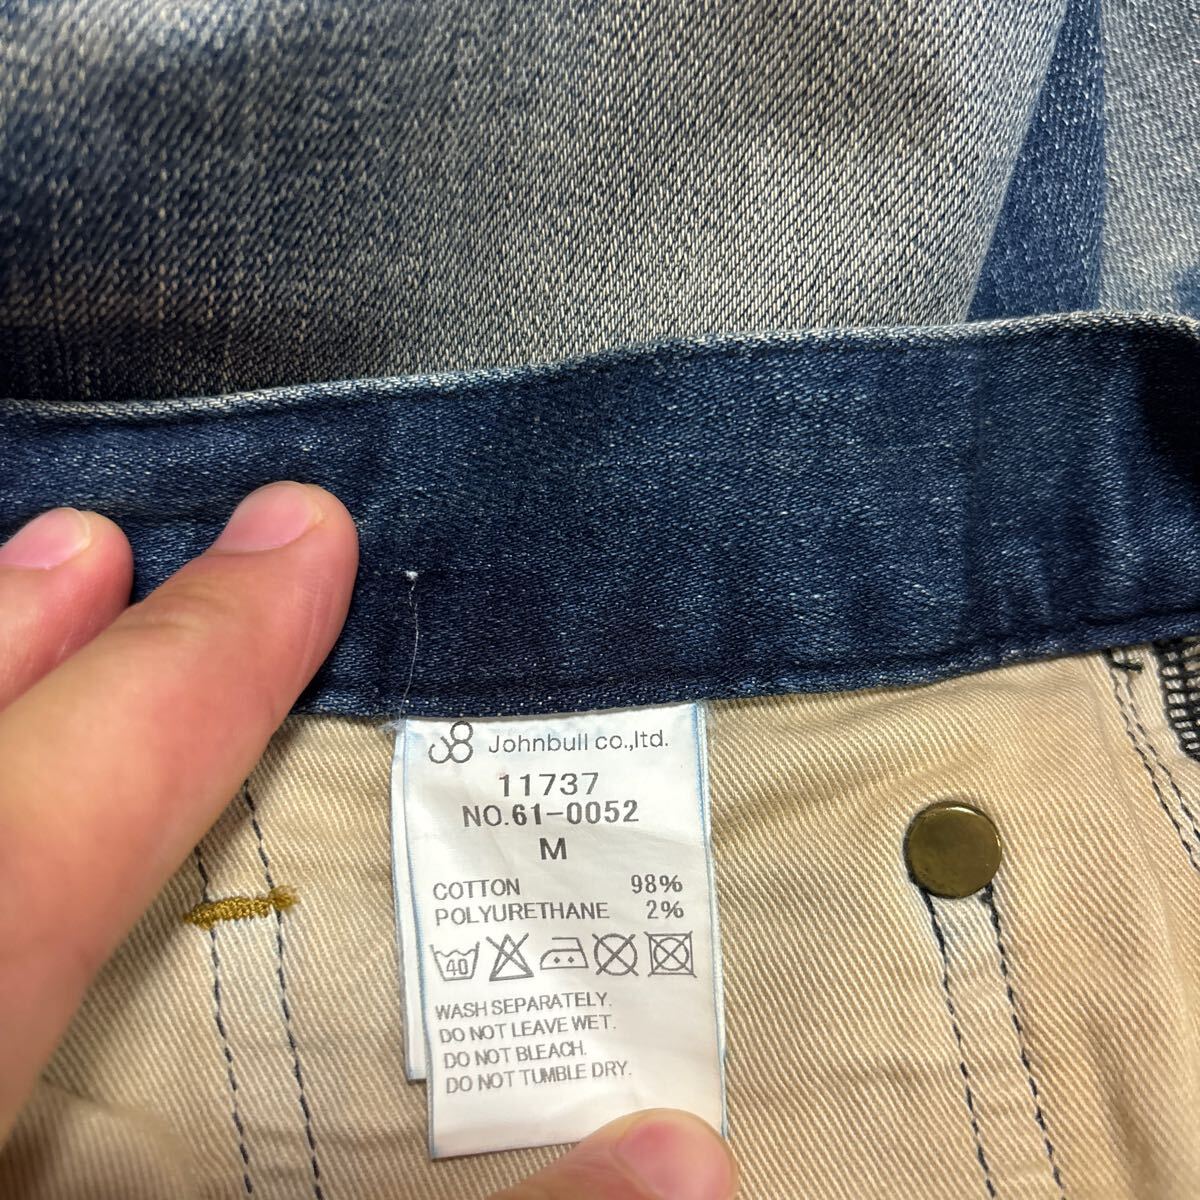 Johnbull co.,ltd.
11737
NO.61-0052
M
COTTON 98%
POLYURETHANE 2%
40
WASH SEPARATELY.
DO NOT LEAVE WET.
DO NOT BLEACH.
DO NOT TUMBLE DRY.